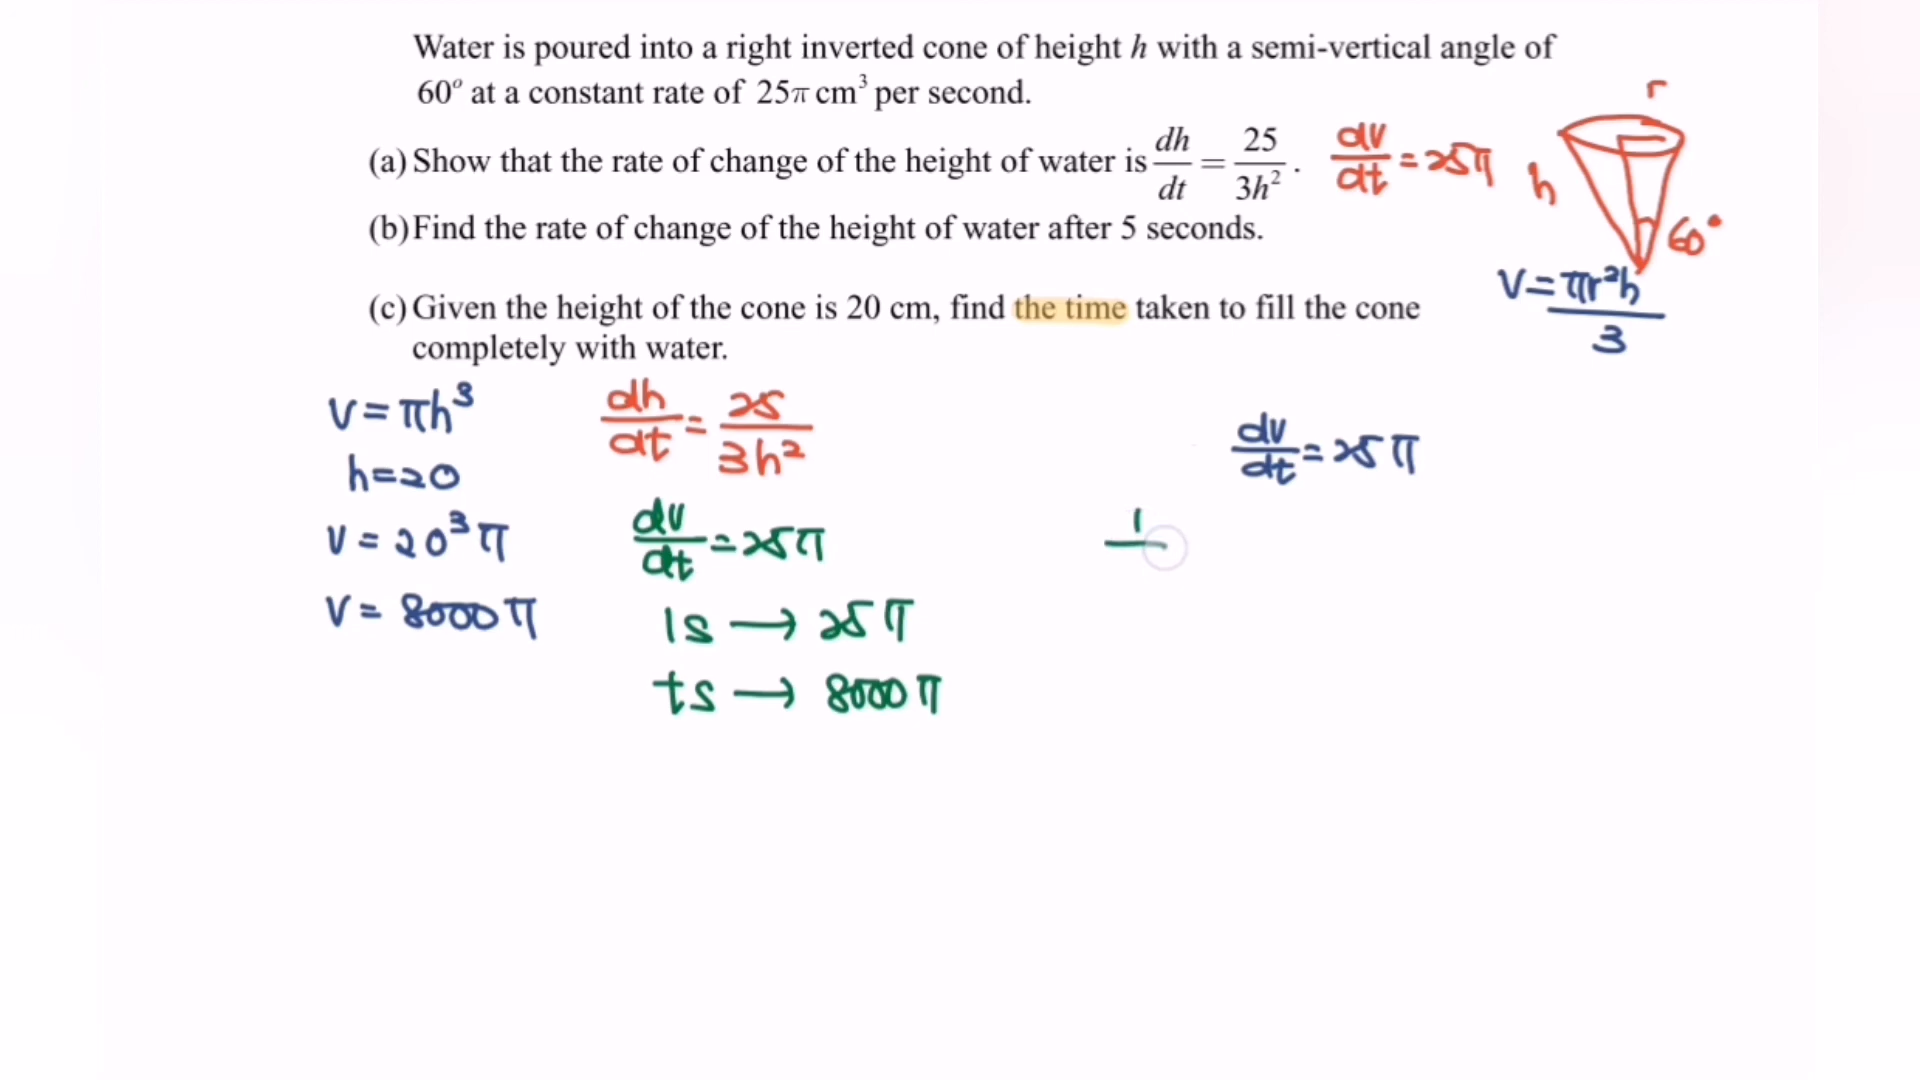 Water is poured into a right inverted cone of height h with a semi-vertical angle of
60° at a constant rate of 25π cm³ per second.
(a) Show that the rate of change of the height of water is dh/dt = 25/3h².
dv/dt = 25π
r
h
60°
(b) Find the rate of change of the height of water after 5 seconds.
V = πr²h/3
(c) Given the height of the cone is 20 cm, find the time taken to fill the cone
completely with water.
V = πh³
h = 20
V = 20³π
V = 8000π
dh/dt = 25/3h²
dv/dt = 25π
1s → 25π
ts → 8000π
dv/dt = 25π
1